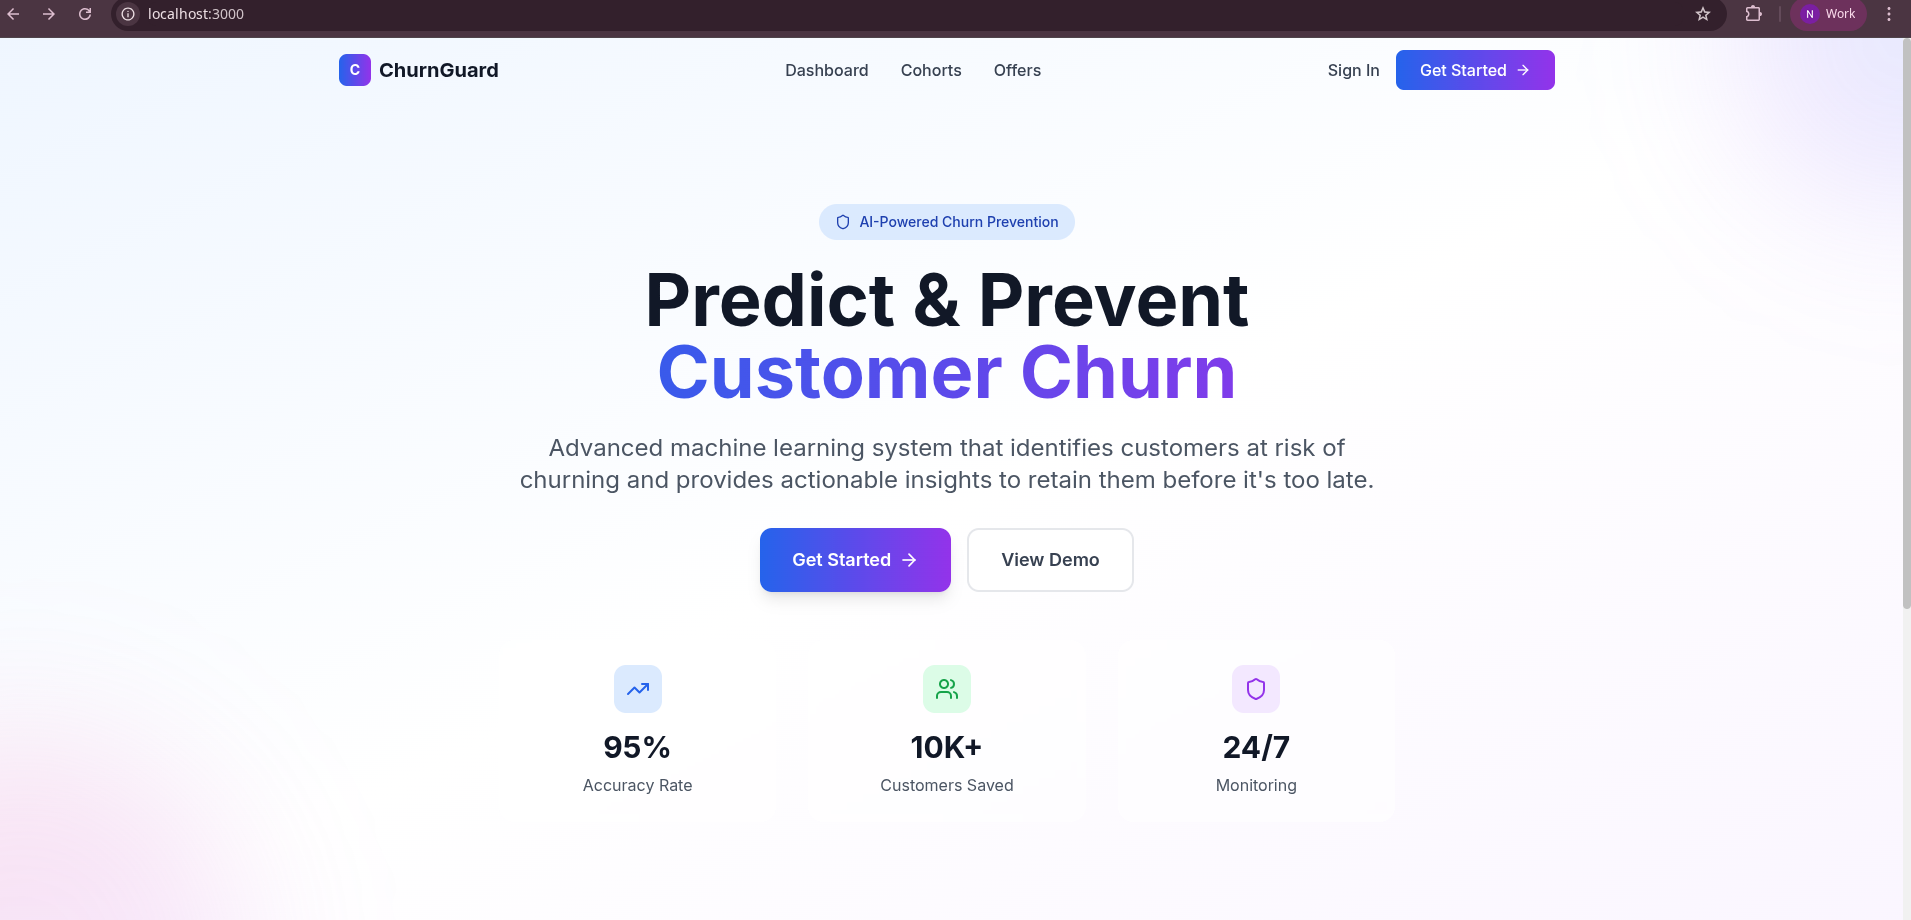 localhost:3000
N Work
C ChurnGuard
Dashboard Cohorts Offers
Sign In Get Started
AI-Powered Churn Prevention
Predict & Prevent
Customer Churn
Advanced machine learning system that identifies customers at risk of
churning and provides actionable insights to retain them before it's too late.
Get Started View Demo
95%
Accuracy Rate
10K+
Customers Saved
24/7
Monitoring